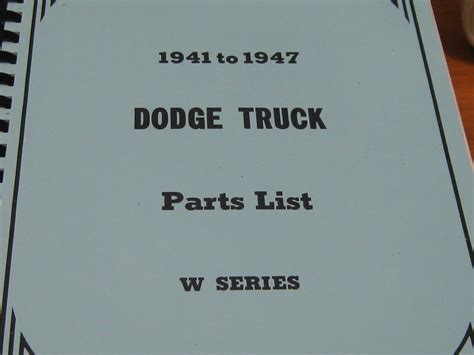 1941 to 1947
DODGE TRUCK
Parts List
W SERIES